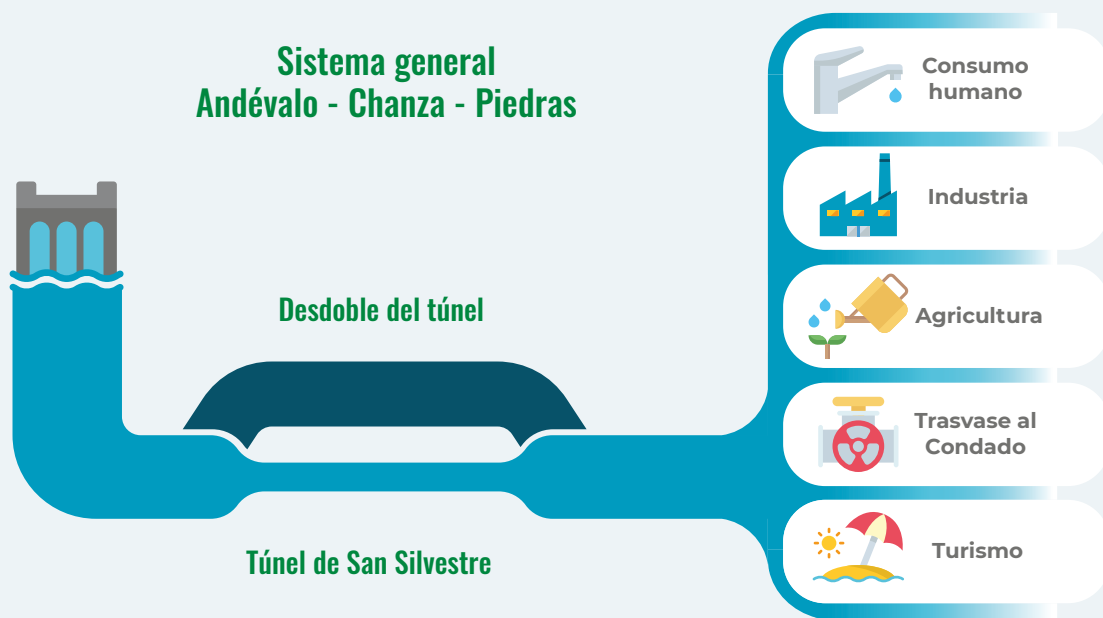 Sistema general
Andévalo - Chanza - Piedras
Desdoble del túnel
Túnel de San Silvestre
Consumo
humano
Industria
Agricultura
Trasvase al
Condado
Turismo